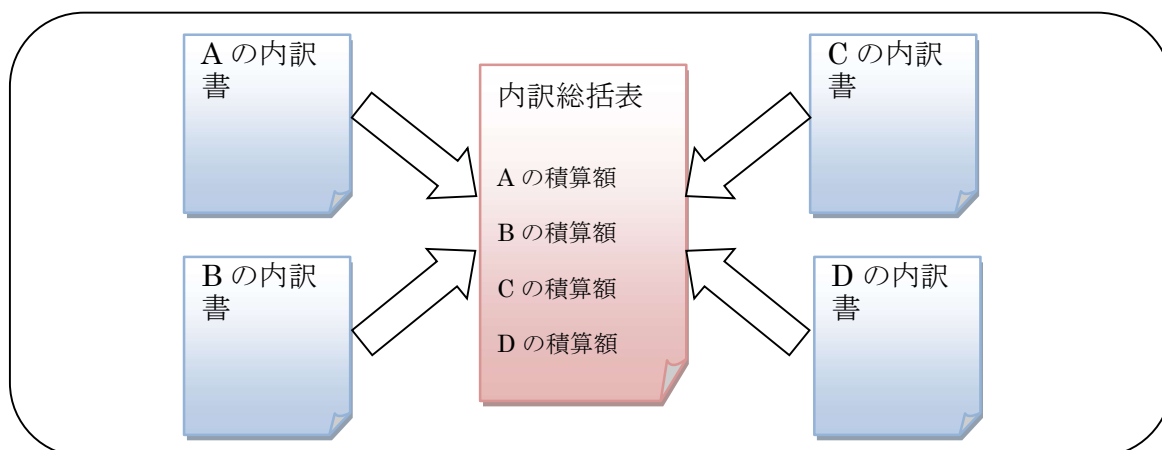 A の内訳
書
B の内訳
書
内訳総括表
A の積算額
B の積算額
C の積算額
D の積算額
C の内訳
書
D の内訳
書